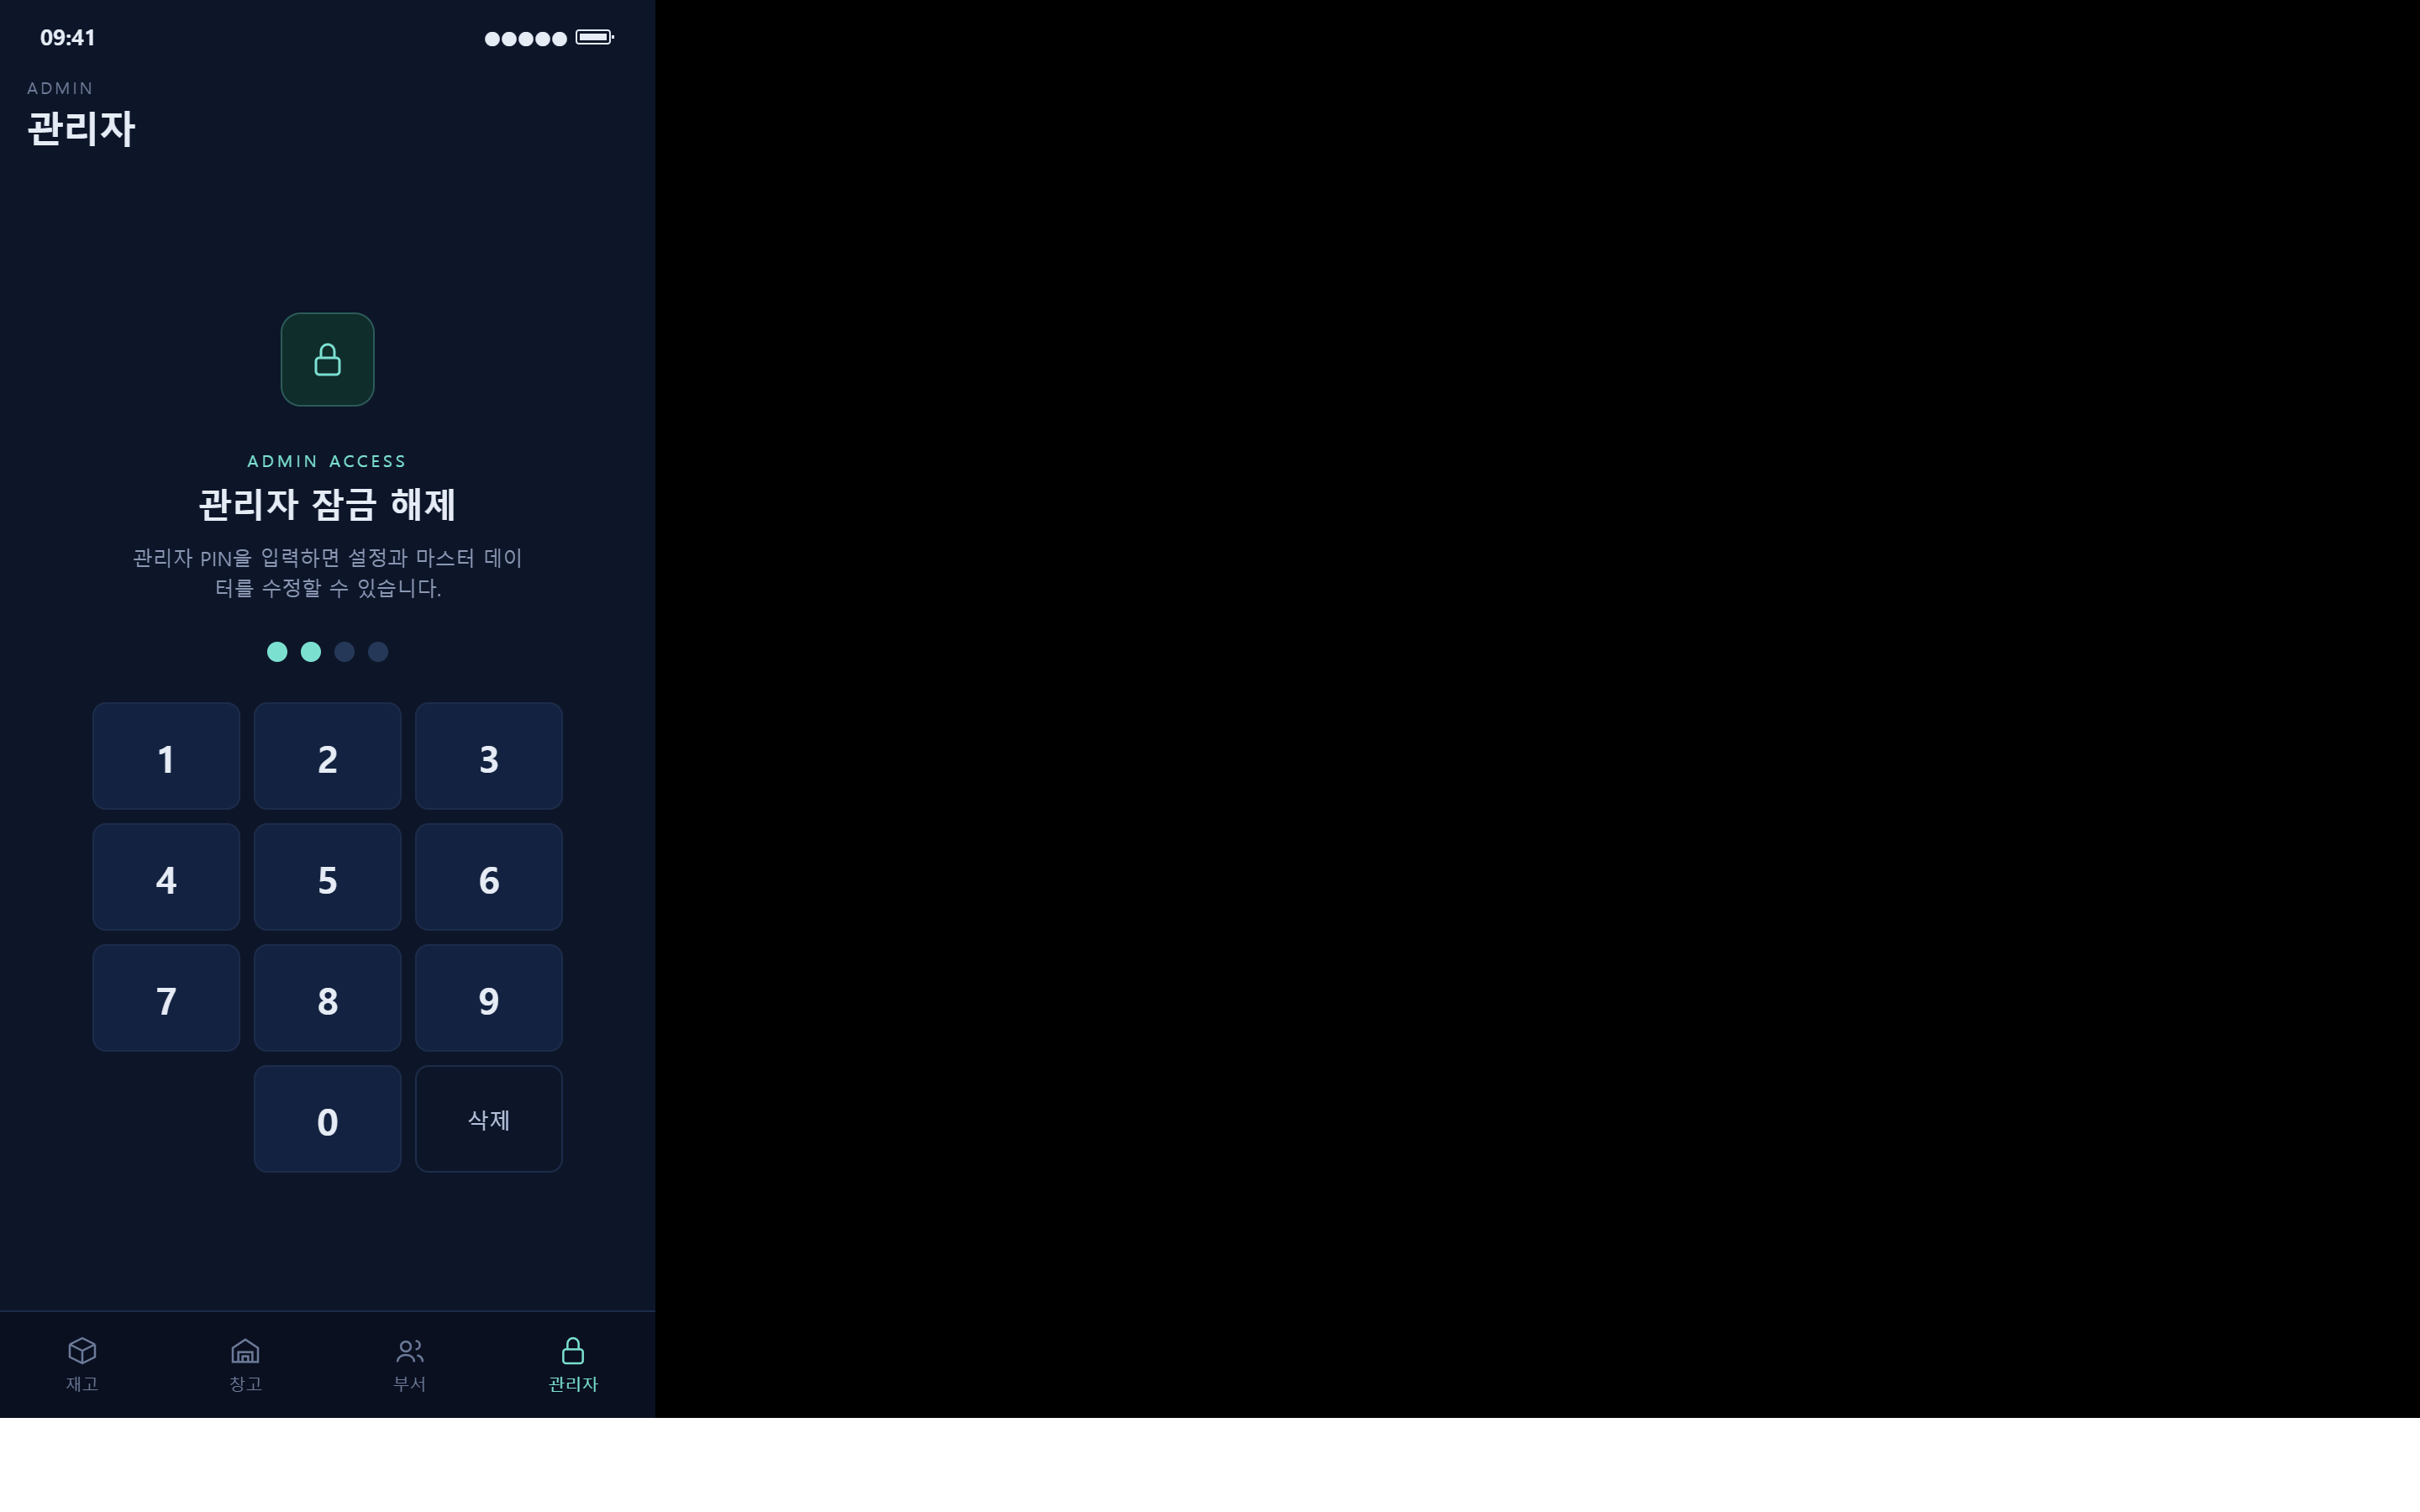 09:41
ADMIN
관리자
ADMIN ACCESS
관리자 잠금 해제
관리자 PIN을 입력하면 설정과 마스터 데이
터를 수정할 수 있습니다.
1 2 3
4 5 6
7 8 9
0 삭제
재고 창고 부서 관리자